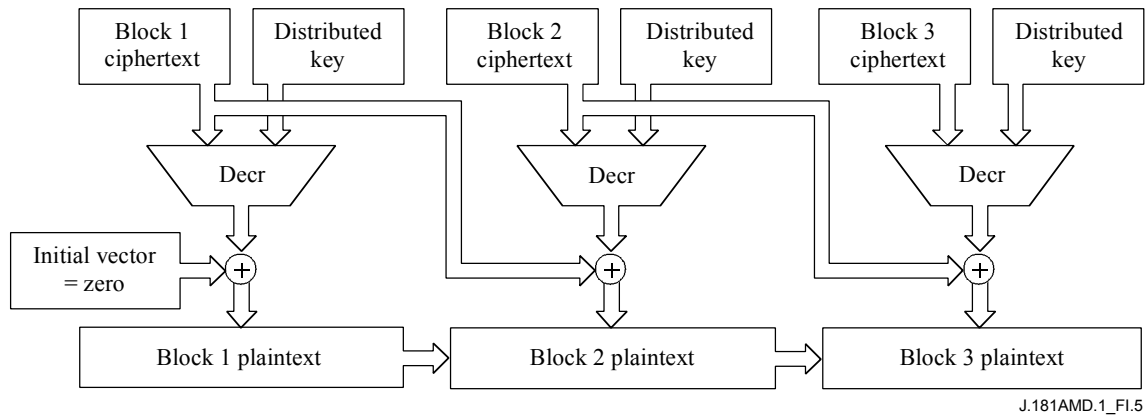 Block 1
ciphertext
Distributed
key
Block 2
ciphertext
Distributed
key
Block 3
ciphertext
Distributed
key
Decr
Decr
Decr
Initial vector
= zero
+
+
+
Block 1 plaintext
Block 2 plaintext
Block 3 plaintext
J.181AMD.1_FI.5